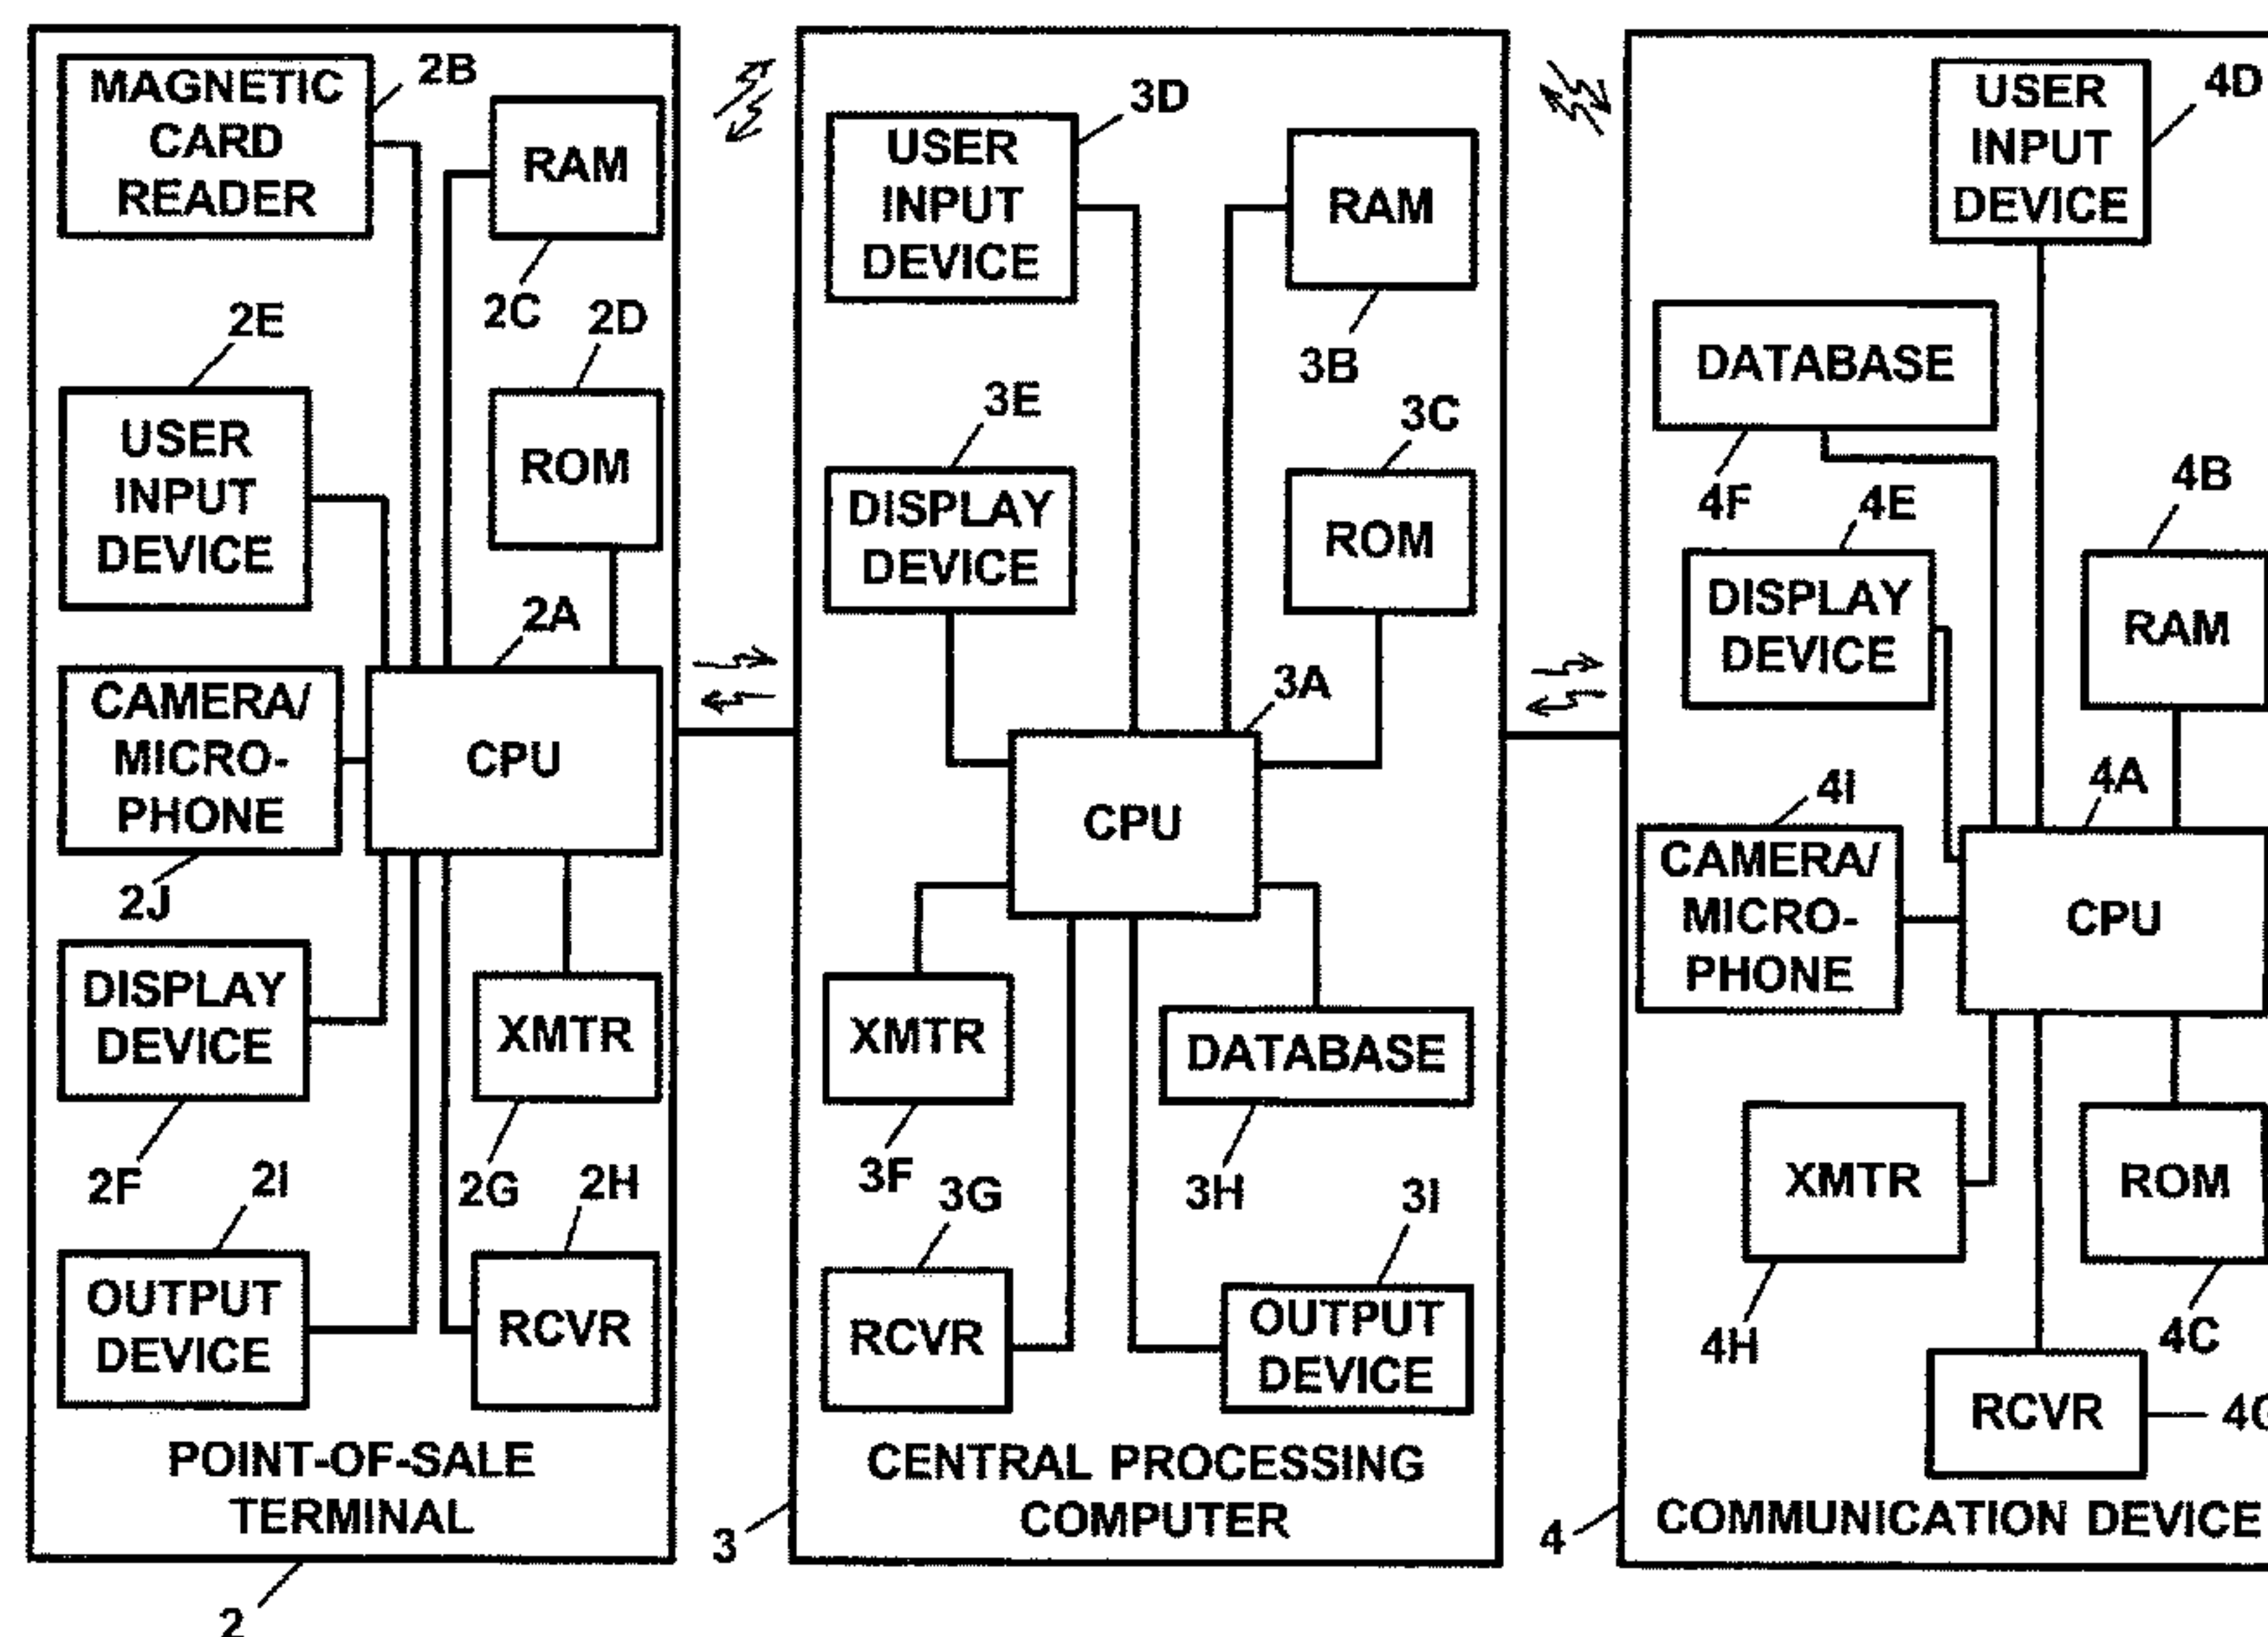 MAGNETIC
CARD
READER
2B
RAM
2C
2D
ROM
2E
USER
INPUT
DEVICE
2A
CPU
CAMERA/
MICRO-
PHONE
2J
DISPLAY
DEVICE
2F
XMTR
2G
2I
OUTPUT
DEVICE
2H
RCVR
POINT-OF-SALE
TERMINAL
2
USER
INPUT
DEVICE
3D
RAM
3B
3E
DISPLAY
DEVICE
3C
ROM
3A
CPU
XMTR
3F
DATABASE
3H
3G
RCVR
3I
OUTPUT
DEVICE
CENTRAL PROCESSING
COMPUTER
3
USER
INPUT
DEVICE
4D
DATABASE
4F
4E
DISPLAY
DEVICE
4B
RAM
4I
CAMERA/
MICRO-
PHONE
4A
CPU
XMTR
4H
ROM
4C
RCVR
COMMUNICATION DEVICE
4